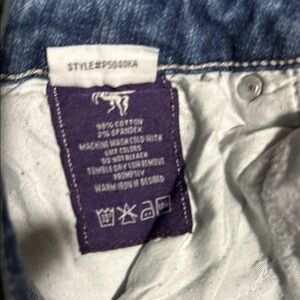 STYLE#P5040KA
98% COTTON
2% SPANDEX
MACHINE WASH COLD WITH
LIKE COLORS
DO NOT BLEACH
TUMBLE DRY LOW REMOVE
PROMPTLY
WARM IRON IF DESIRED